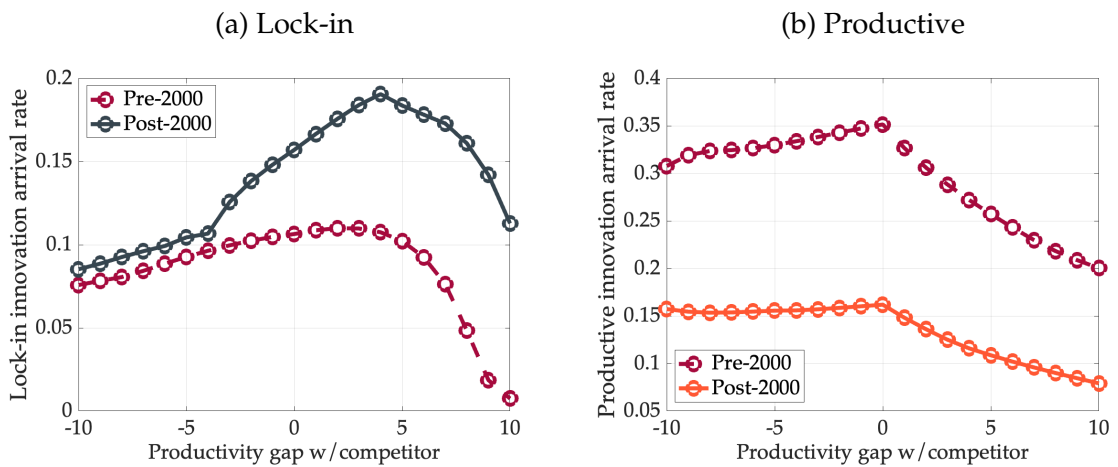 (a) Lock-in
Lock-in innovation arrival rate
0.2
0.15
0.1
0.05
0
Pre-2000
Post-2000
-10
-5
0
5
10
Productivity gap w/competitor
(b) Productive
Productive innovation arrival rate
0.4
0.35
0.3
0.25
0.2
0.15
0.1
0.05
Pre-2000
Post-2000
-10
-5
0
5
10
Productivity gap w/competitor